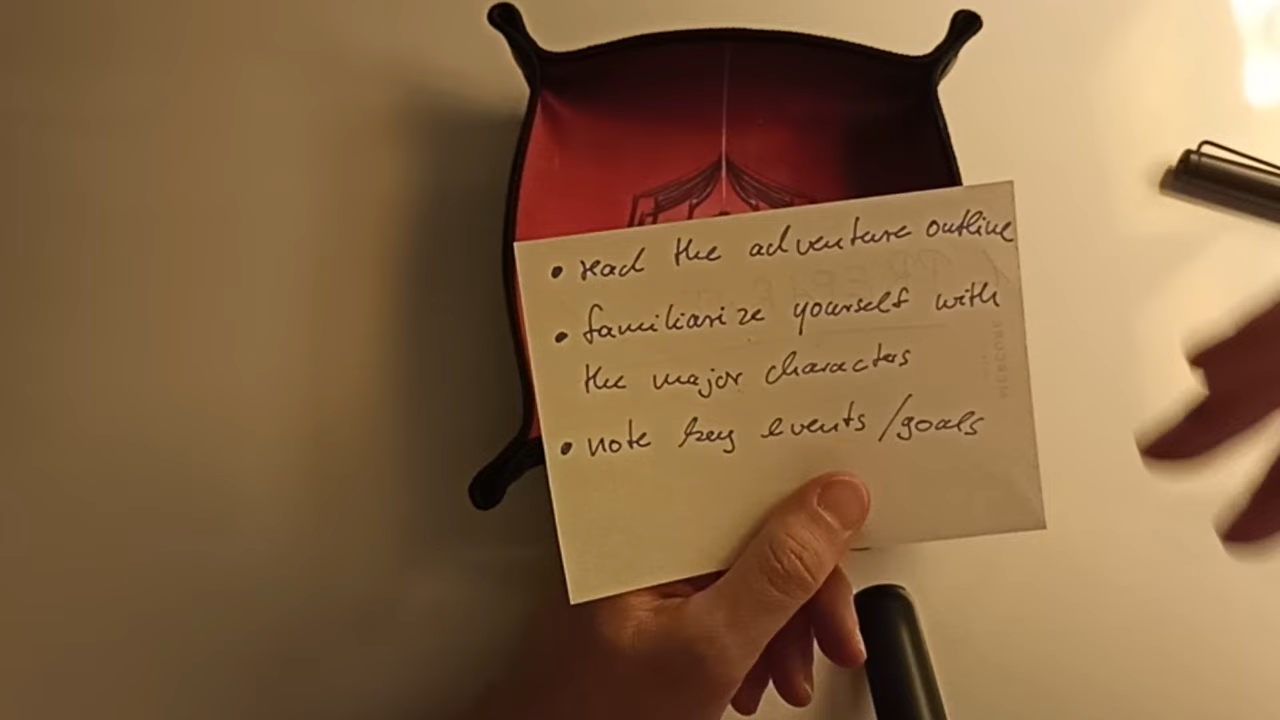 • read the adventure outline
• familiarize yourself with
the major characters
• note key events/goals